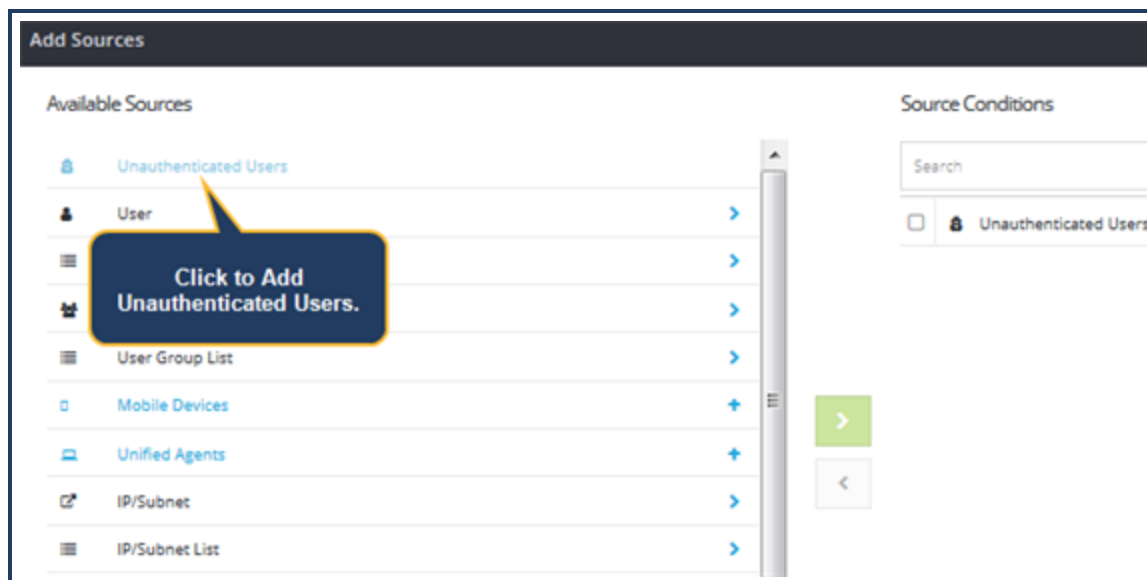 Add Sources
Available Sources
Source Conditions
Unauthenticated Users
Search
User
Unauthenticated Users
Click to Add
Unauthenticated Users.
User Group List
Mobile Devices
Unified Agents
IP/Subnet
IP/Subnet List